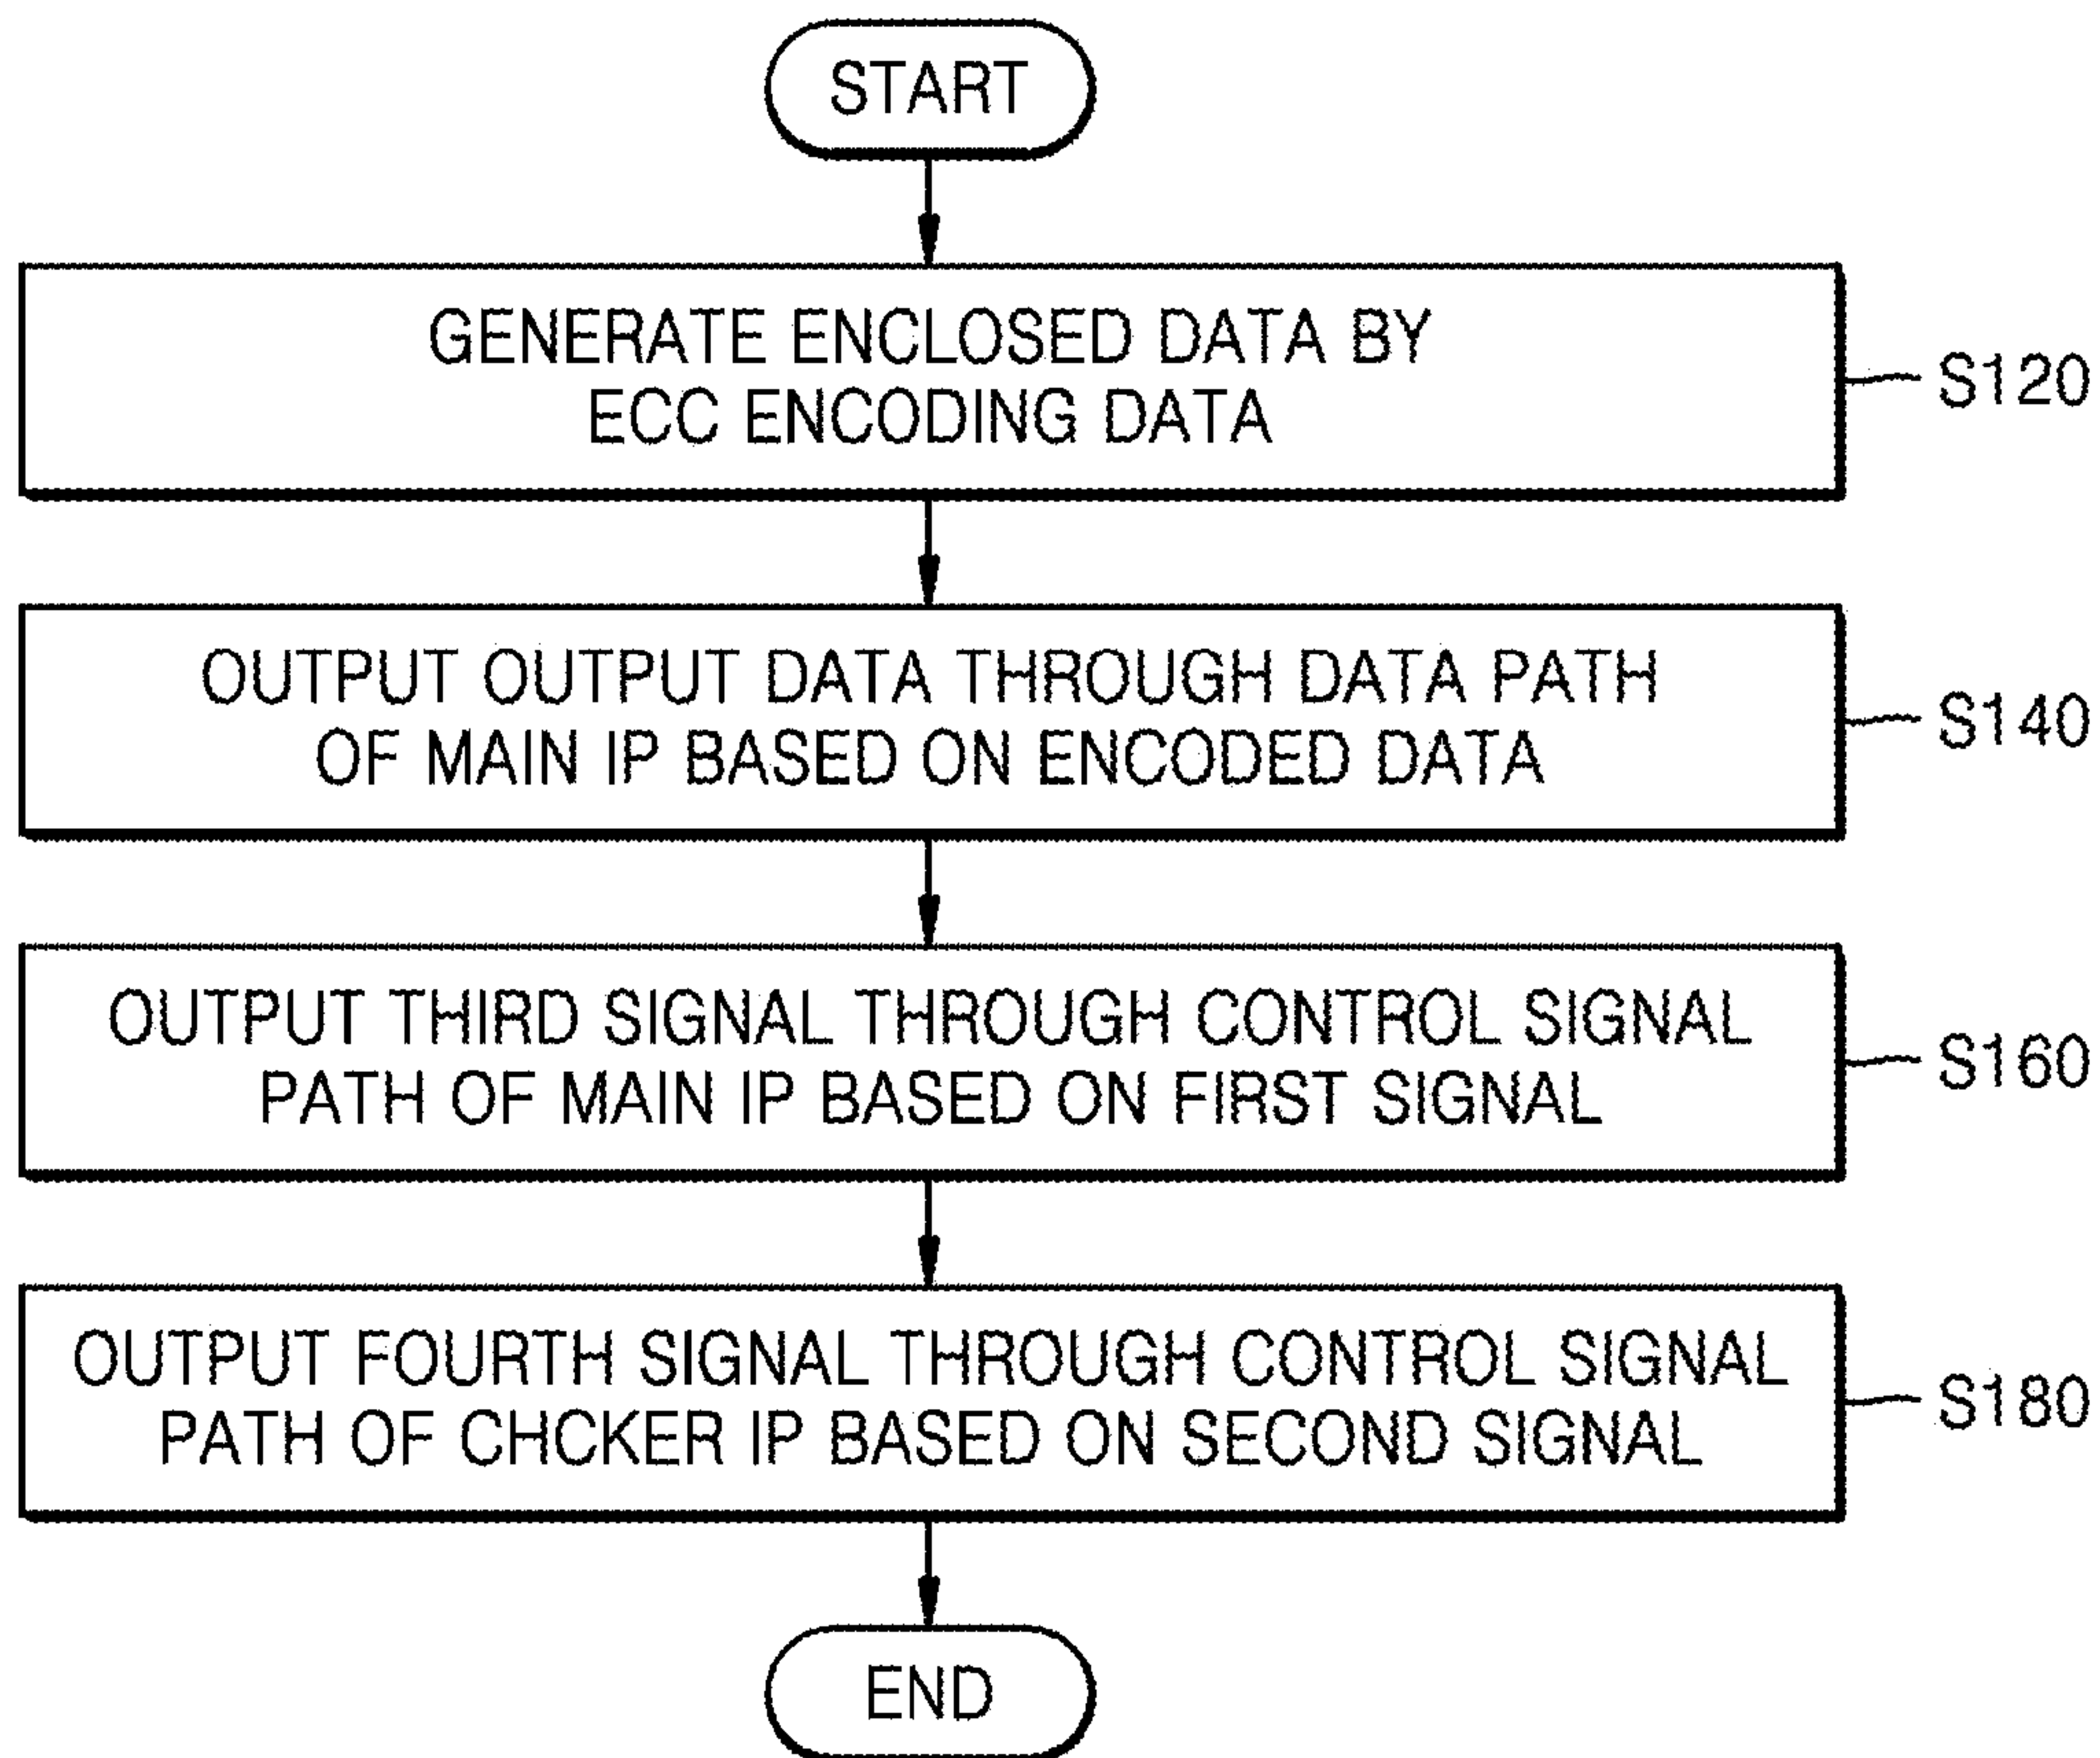 START
GENERATE ENCLOSED DATA BY
ECC ENCODING DATA
S120
OUTPUT OUTPUT DATA THROUGH DATA PATH
OF MAIN IP BASED ON ENCODED DATA
S140
OUTPUT THIRD SIGNAL THROUGH CONTROL SIGNAL
PATH OF MAIN IP BASED ON FIRST SIGNAL
S160
OUTPUT FOURTH SIGNAL THROUGH CONTROL SIGNAL
PATH OF CHCKER IP BASED ON SECOND SIGNAL
S180
END